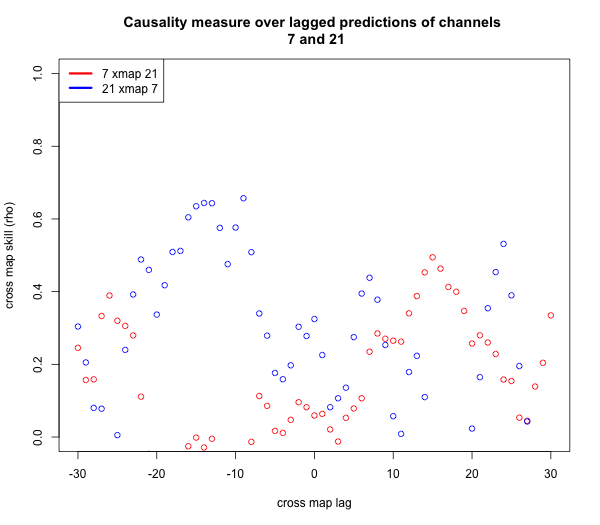 Causality measure over lagged predictions of channels
7 and 21
7 xmap 21
21 xmap 7
cross map skill (rho)
1.0
0.8
0.6
0.4
0.2
0.0
-30 -20 -10 0 10 20 30
cross map lag